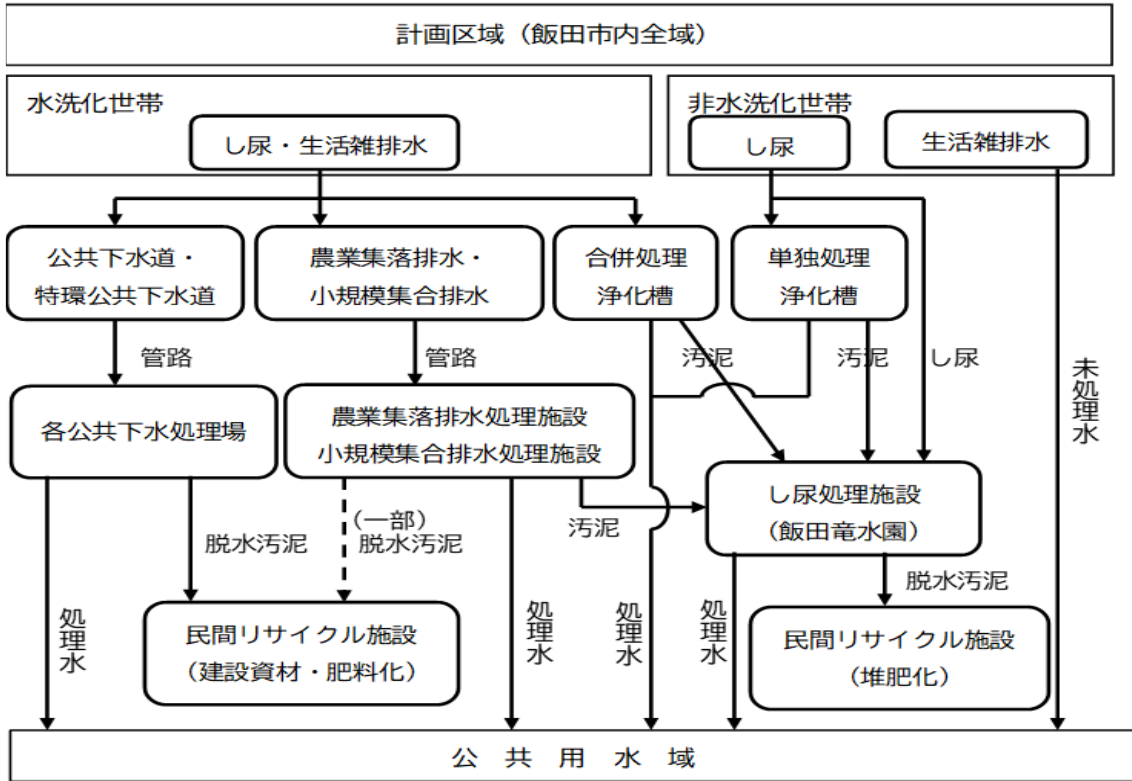 計画区域（飯田市内全域）
水洗化世帯
非水洗化世帯
し尿・生活雑排水
し尿
生活雑排水
公共下水道・
特環公共下水道
農業集落排水・
小規模集合排水
合併処理
浄化槽
単独処理
浄化槽
管路
管路
汚泥
汚泥
し尿
未処理水
各公共下水処理場
農業集落排水処理施設
小規模集合排水処理施設
し尿処理施設
（飯田竜水園）
脱水汚泥
（一部）
脱水汚泥
汚泥
脱水汚泥
処理水
処理水
処理水
処理水
民間リサイクル施設
（建設資材・肥料化）
民間リサイクル施設
（堆肥化）
公共用水域